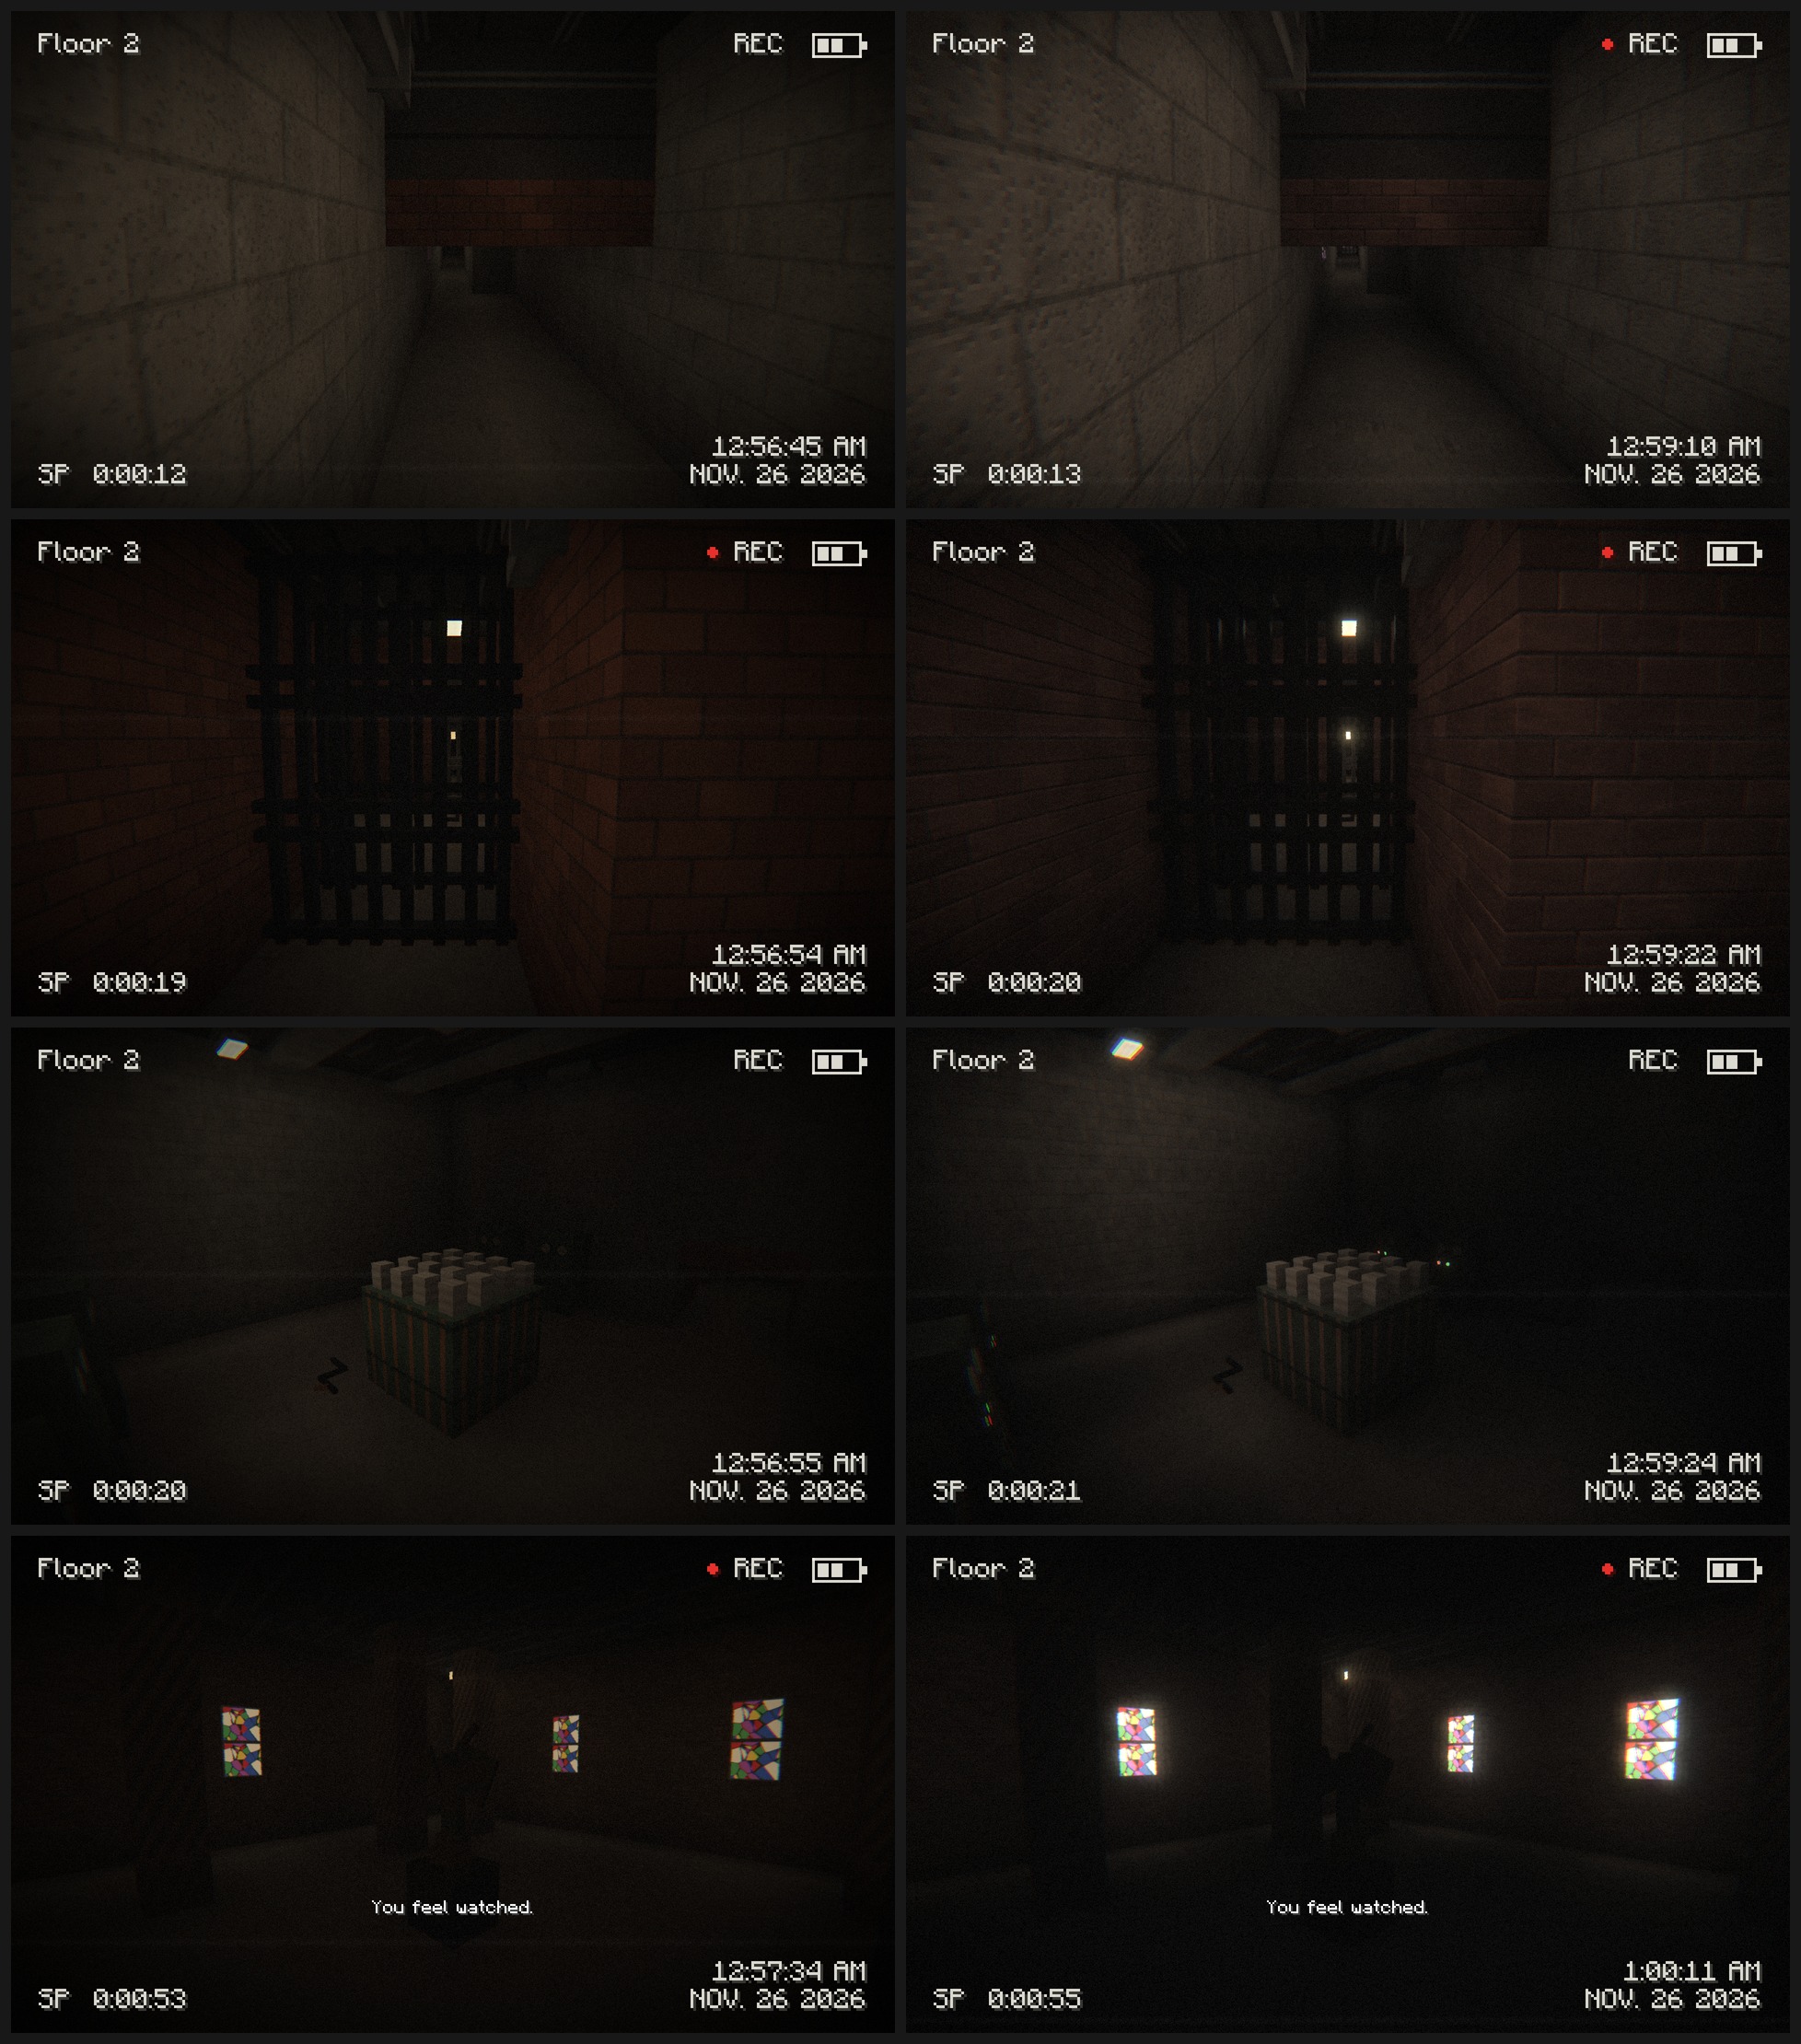 Floor 2 REC
12:56:45 AM
SP 0:00:12 NOV. 26 2026
Floor 2 REC
12:59:10 AM
SP 0:00:13 NOV. 26 2026
Floor 2 REC
12:56:54 AM
SP 0:00:19 NOV. 26 2026
Floor 2 REC
12:59:22 AM
SP 0:00:20 NOV. 26 2026
Floor 2 REC
12:56:55 AM
SP 0:00:20 NOV. 26 2026
Floor 2 REC
12:59:24 AM
SP 0:00:21 NOV. 26 2026
Floor 2 REC
You feel watched.
12:57:34 AM
SP 0:00:53 NOV. 26 2026
Floor 2 REC
You feel watched.
1:00:11 AM
SP 0:00:55 NOV. 26 2026